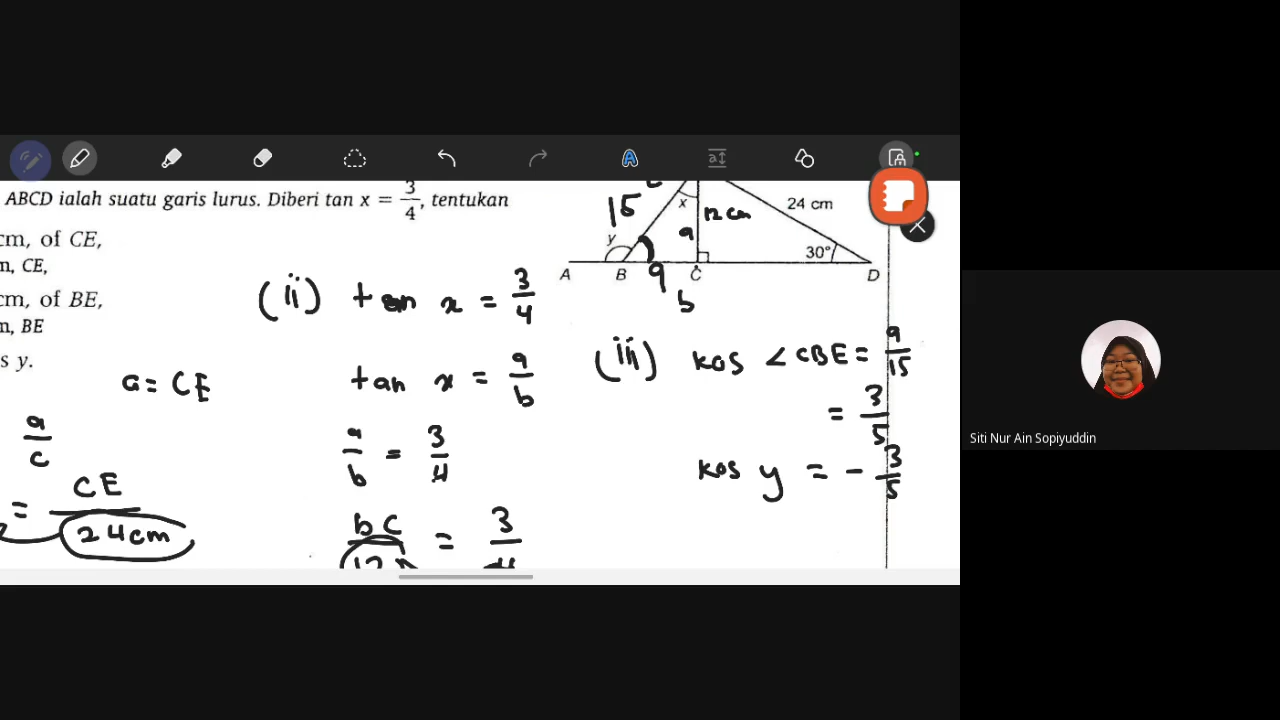 ABCD ialah suatu garis lurus. Diberi tan x = 3/4, tentukan
cm, of CE,
m, CE,
cm, of BE,
m, BE
s y.
a = CE
a/c
= CE/24cm
(ii) tan x = 3/4
tan x = a/b
a/b = 3/4
bC
= 3/4
15
x
12 cm
a
24 cm
y
30°
A B C D
9
b
(iii) kos ∠CBE = 9/15
= 3/5
kos y = - 3/5
A
a
Siti Nur Ain Sopiyuddin